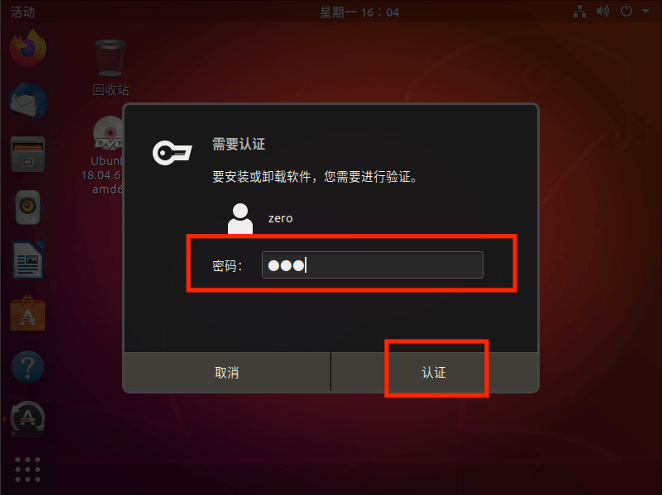 活动
星期一 16:04
回收站
Ubunt
18.04.6
amd6
需要认证
要安装或卸载软件，您需要进行验证。
zero
密码：
取消
认证